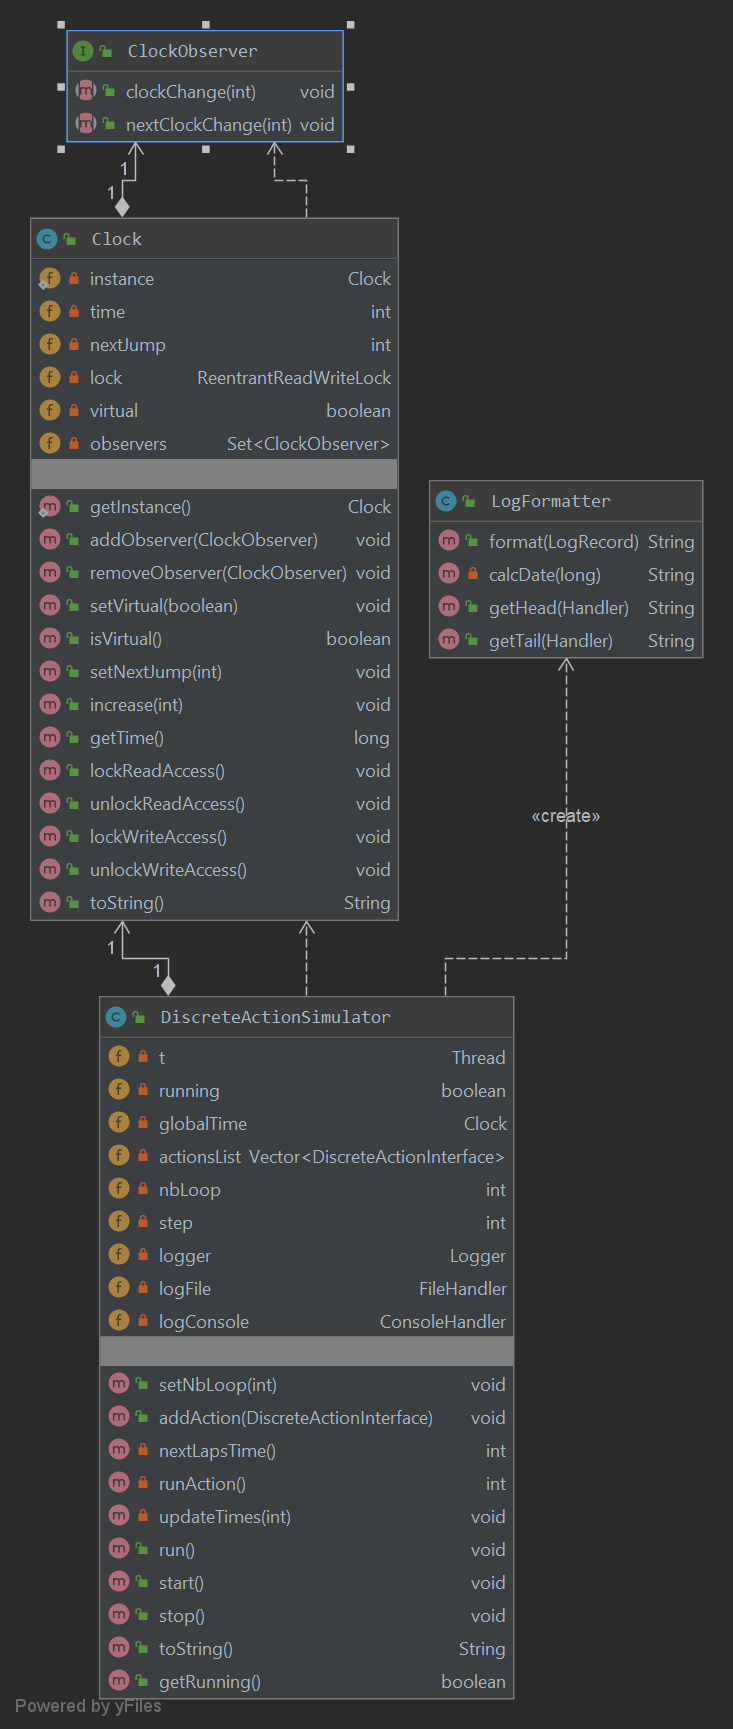 ClockObserver
clockChange(int) void
nextClockChange(int) void
1
1
Clock
instance Clock
time int
nextJump int
lock ReentrantReadWriteLock
virtual boolean
observers Set<ClockObserver>
getInstance() Clock
addObserver(ClockObserver) void
removeObserver(ClockObserver) void
setVirtual(boolean) void
isVirtual() boolean
setNextJump(int) void
increase(int) void
getTime() long
lockReadAccess() void
unlockReadAccess() void
lockWriteAccess() void
unlockWriteAccess() void
toString() String
LogFormatter
format(LogRecord) String
calcDate(long) String
getHead(Handler) String
getTail(Handler) String
«create»
1
1
DiscreteActionSimulator
t Thread
running boolean
globalTime Clock
actionsList Vector<DiscreteActionInterface>
nbLoop int
step int
logger Logger
logFile FileHandler
logConsole ConsoleHandler
setNbLoop(int) void
addAction(DiscreteActionInterface) void
nextLapsTime() int
runAction() int
updateTimes(int) void
run() void
start() void
stop() void
toString() String
getRunning() boolean
Powered by yFiles